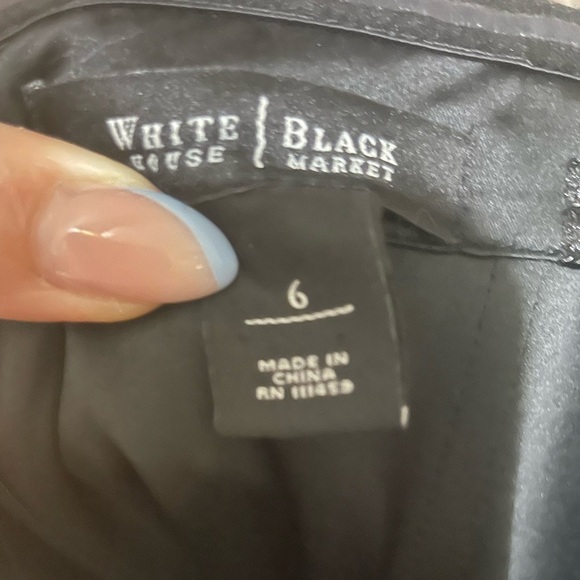 WHITE | BLACK
HOUSE MARKET
6
MADE IN
CHINA
RN 111459